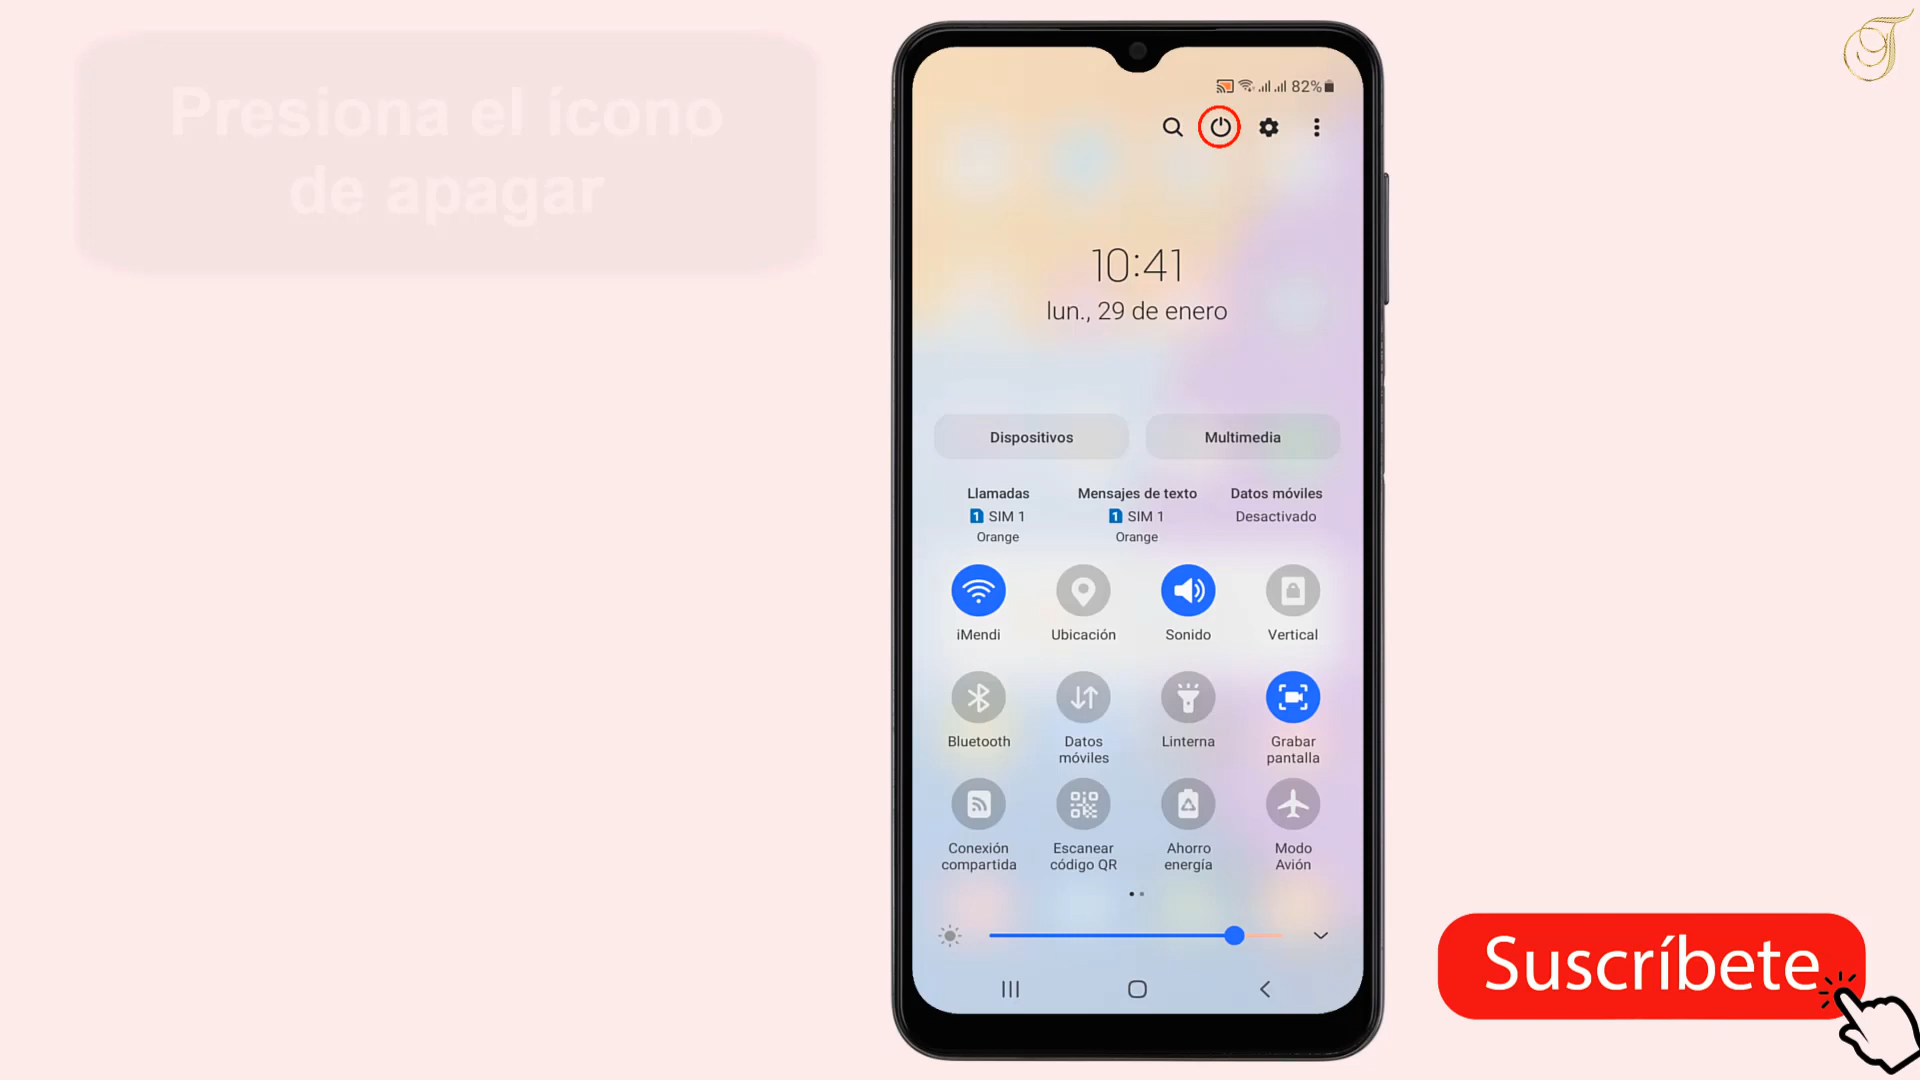 Presiona el ícono
de apagar
82%
10:41
lun., 29 de enero
Dispositivos
Multimedia
Llamadas
1 SIM 1
Orange
Mensajes de texto
1 SIM 1
Orange
Datos móviles
Desactivado
iMendi
Ubicación
Sonido
Vertical
Bluetooth
Datos
móviles
Linterna
Grabar
pantalla
Conexión
compartida
Escanear
código QR
Ahorro
energía
Modo
Avión
Suscríbete